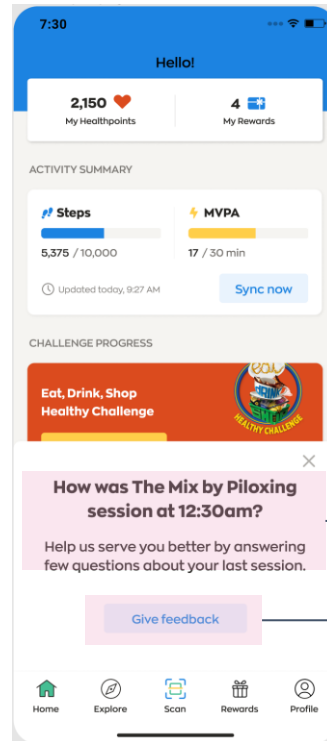 7:30
Hello!
2,150
4
My Healthpoints
My Rewards
ACTIVITY SUMMARY
Steps
MVPA
5,375 / 10,000
17 / 30 min
Updated today, 9:27 AM
Sync now
CHALLENGE PROGRESS
Eat, Drink, Shop
Healthy Challenge
eat
DRINK
HEALTHY CHALLENGE
How was The Mix by Piloxing
session at 12:30am?
Help us serve you better by answering
few questions about your last session.
Give feedback
Home
Explore
Scan
Rewards
Profile